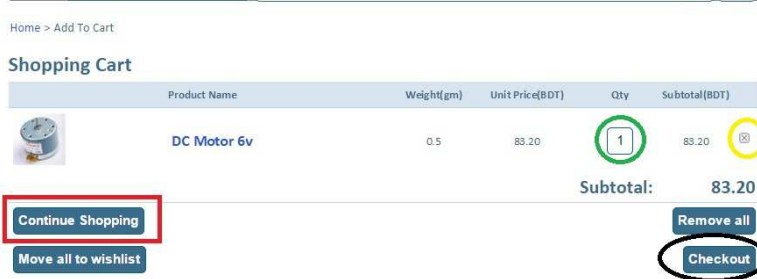 Home > Add To Cart
Shopping Cart
Product Name Weight(gm) Unit Price(BDT) Qty Subtotal(BDT)
DC Motor 6v 0.5 83.20 1 83.20
Subtotal: 83.20
Continue Shopping Remove all
Move all to wishlist Checkout